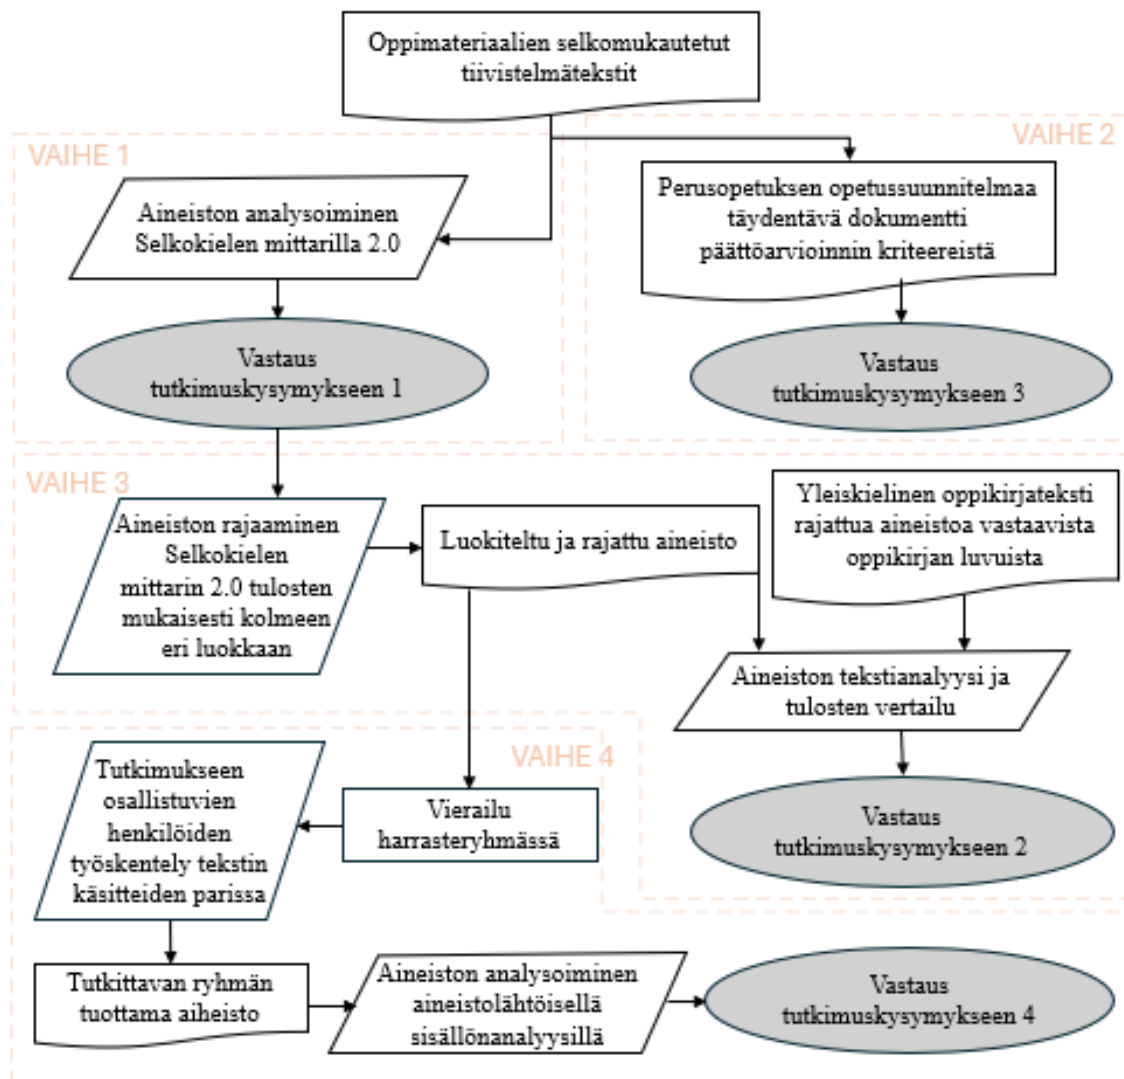 Oppimateriaalien selkomukautetut
tiivistelmätekstit
VAIHE 1
VAIHE 2
Aineiston analysoiminen
Selkokielen mittarilla 2.0
Perusopetuksen opetussuunnitelmaa
täydentävä dokumentti
päättöarvioinnin kriteereistä
Vastaus
tutkimuskysymykseen 1
Vastaus
tutkimuskysymykseen 3
VAIHE 3
Aineiston rajaaminen
Selkokielen
mittarin 2.0 tulosten
mukaisesti kolmeen
eri luokkaan
Luokiteltu ja rajattu aineisto
Yleiskielinen oppikirjateksti
rajattua aineistoa vastaavista
oppikirjan luvuista
Aineiston tekstianalyysi ja
tulosten vertailu
Vastaus
tutkimuskysymykseen 2
VAIHE 4
Vierailu
harrasteryhmässä
Tutkimukseen
osallistuvien
henkilöiden
työskentely tekstin
käsitteiden parissa
Tutkittavan ryhmän
tuottama aiheisto
Aineiston analysoiminen
aineistolähtöisellä
sisällönanalyysillä
Vastaus
tutkimuskysymykseen 4